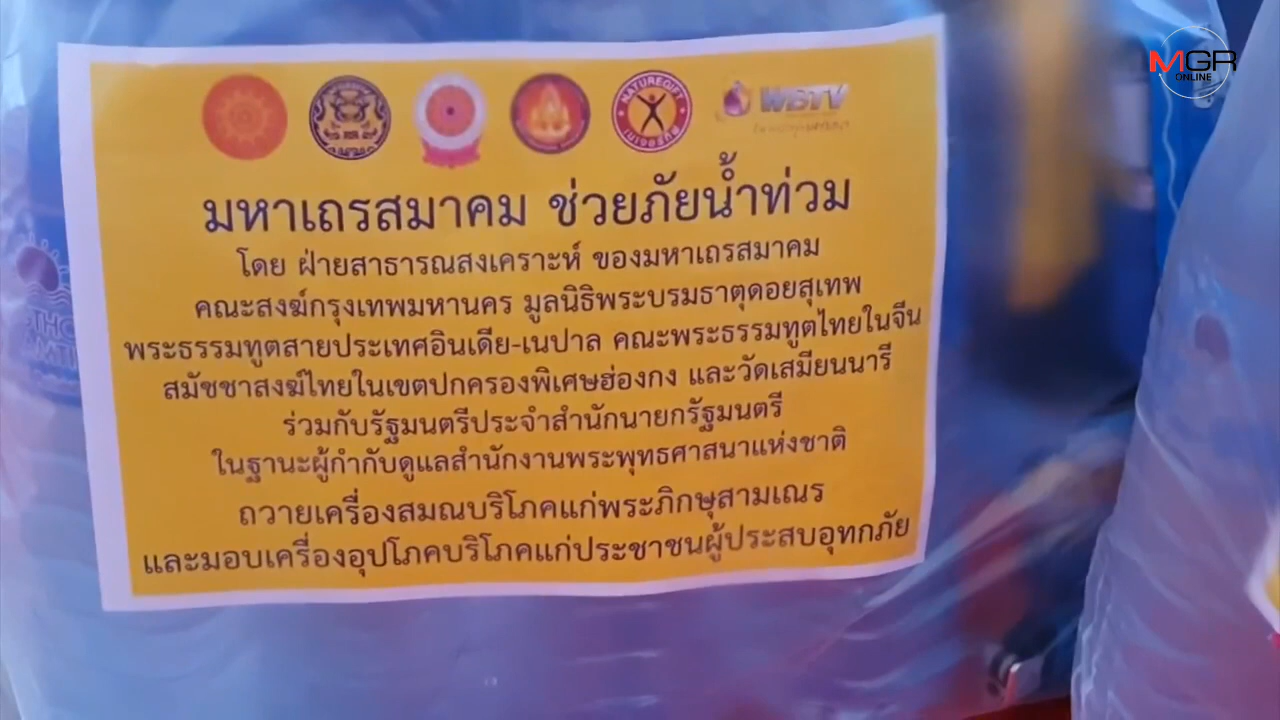 MGR
ONLINE
NATUREGIFT
เนเจอร์กิฟ
WBTV
มหาเถรสมาคม ช่วยภัยน้ำท่วม
โดย ฝ่ายสาธารณสงเคราะห์ ของมหาเถรสมาคม
คณะสงฆ์กรุงเทพมหานคร มูลนิธิพระบรมธาตุดอยสุเทพ
พระธรรมทูตสายประเทศอินเดีย-เนปาล คณะพระธรรมทูตไทยในจีน
สมัชชาสงฆ์ไทยในเขตปกครองพิเศษฮ่องกง และวัดเสมียนนารี
ร่วมกับรัฐมนตรีประจำสำนักนายกรัฐมนตรี
ในฐานะผู้กำกับดูแลสำนักงานพระพุทธศาสนาแห่งชาติ
ถวายเครื่องสมณบริโภคแก่พระภิกษุสามเณร
และมอบเครื่องอุปโภคบริโภคแก่ประชาชนผู้ประสบอุทกภัย